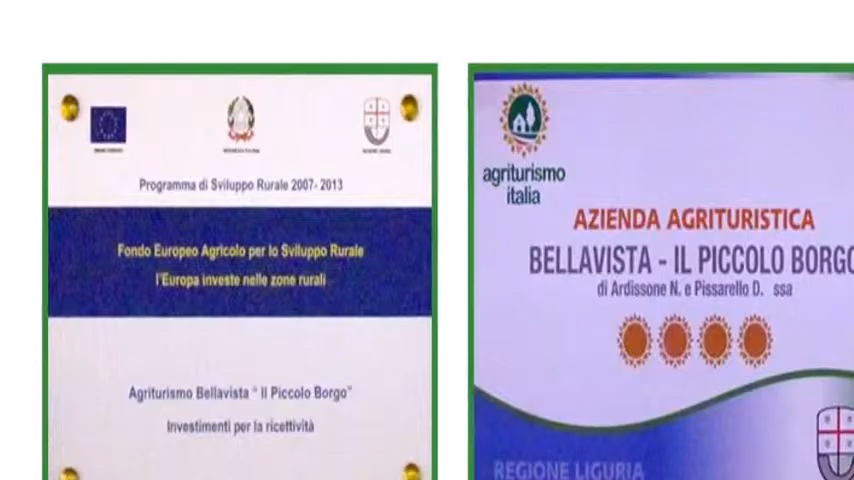 Programma di Sviluppo Rurale 2007- 2013
Fondo Europeo Agricolo per lo Sviluppo Rurale
l'Europa investe nelle zone rurali
Agriturismo Bellavista " Il Piccolo Borgo"
Investimenti per la ricettività
agriturismo
italia
AZIENDA AGRITURISTICA
BELLAVISTA - IL PICCOLO BORGO
di Ardissone N. e Pissarello D. ssa
REGIONE LIGURIA